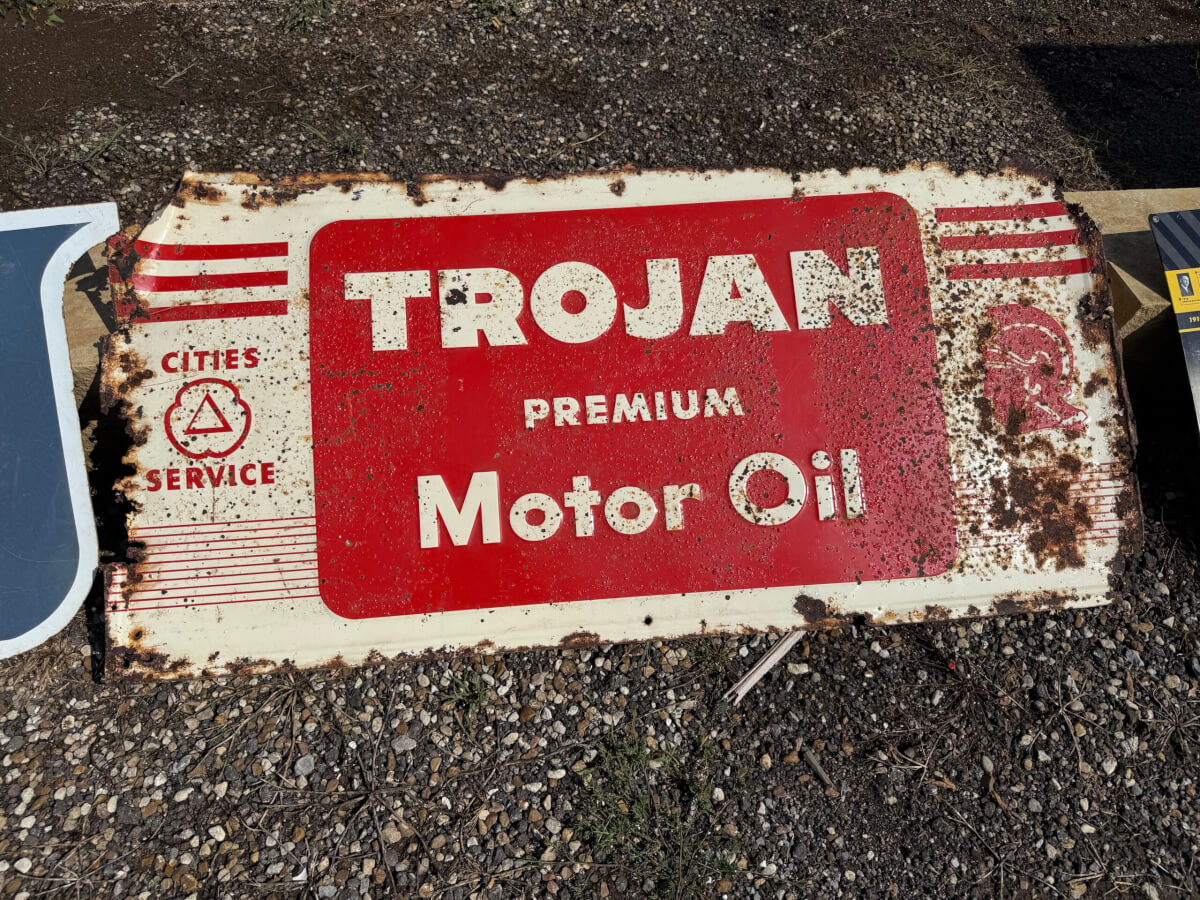 TROJAN
PREMIUM
Motor Oil
CITIES
SERVICE